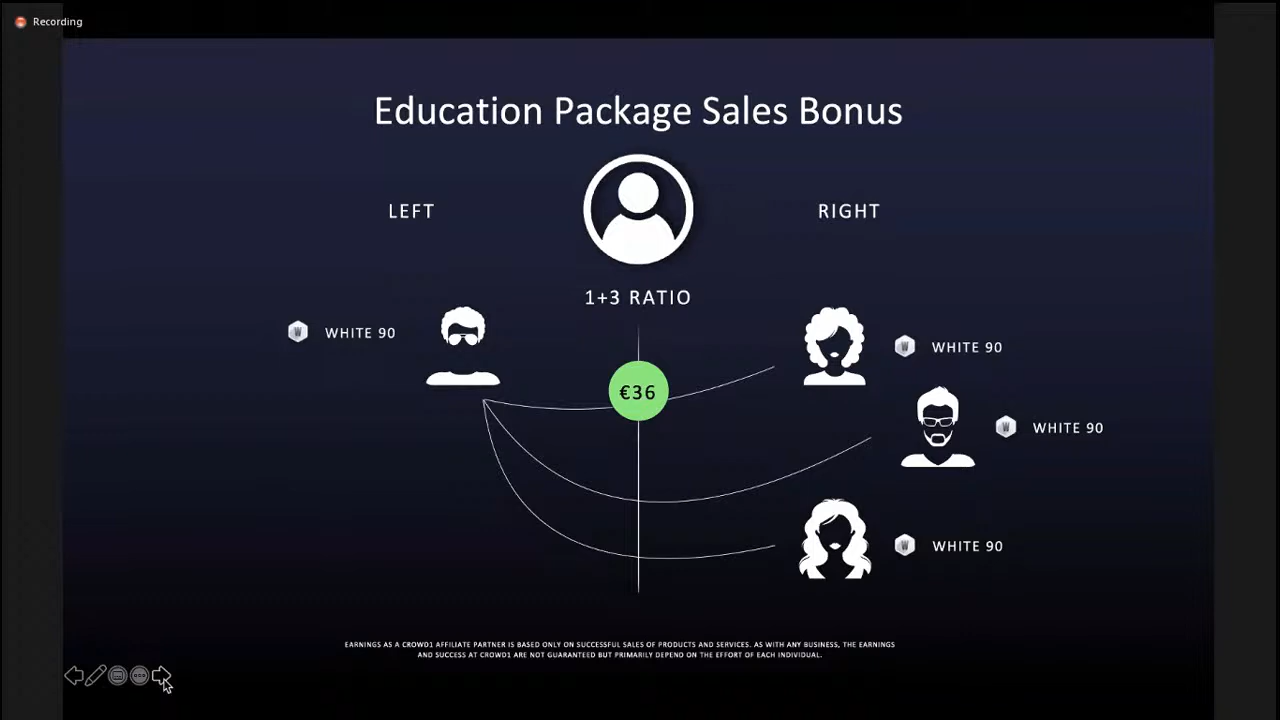 Recording
Education Package Sales Bonus
LEFT
RIGHT
1+3 RATIO
W WHITE 90
W WHITE 90
€36
W WHITE 90
W WHITE 90
EARNINGS AS A CROWD1 AFFILIATE PARTNER IS BASED ONLY ON SUCCESSFUL SALES OF PRODUCTS AND SERVICES. AS WITH ANY BUSINESS, THE EARNINGS
AND SUCCESS AT CROWD1 ARE NOT GUARANTEED BUT PRIMARILY DEPEND ON THE EFFORT OF EACH INDIVIDUAL.